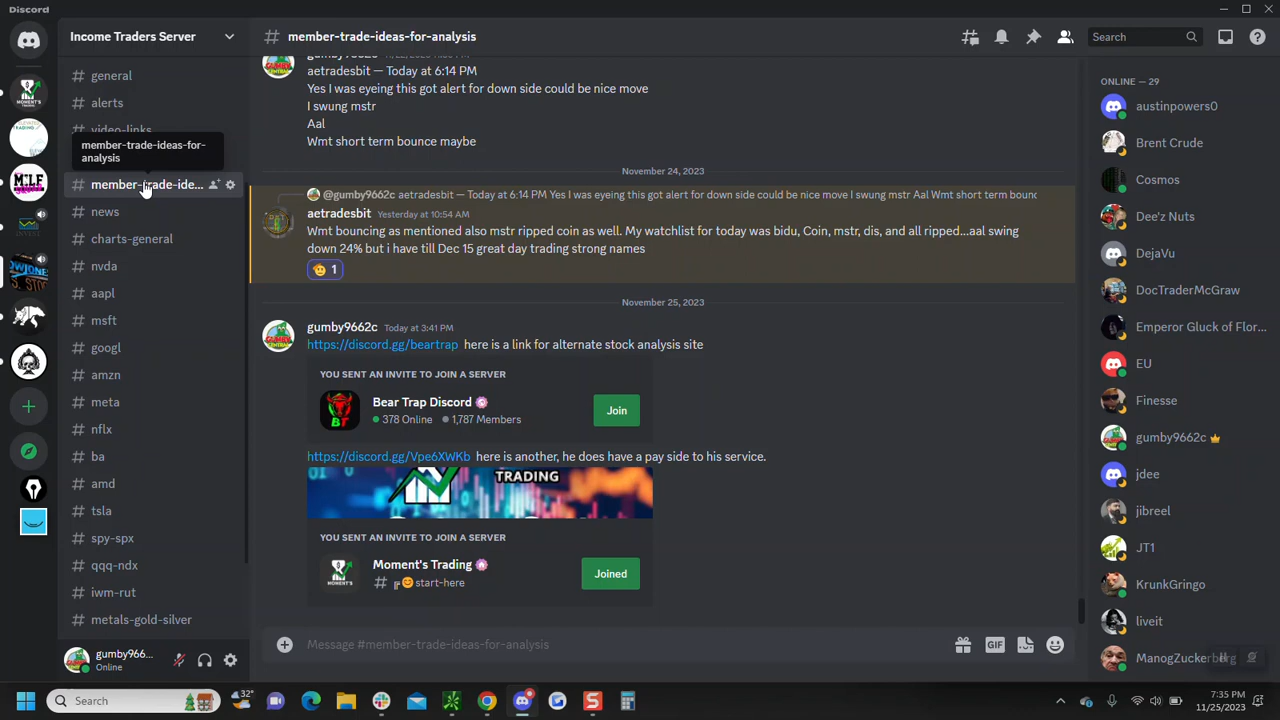 Discord
Income Traders Server
# member-trade-ideas-for-analysis
Search
general
alerts
video-links
member-trade-ideas-for-
analysis
member-trade-ide...
news
charts-general
nvda
aapl
msft
googl
amzn
meta
nflx
ba
amd
tsla
spy-spx
qqq-ndx
iwm-rut
metals-gold-silver
gumby966...
Online
aetradesbit — Today at 6:14 PM
Yes I was eyeing this got alert for down side could be nice move
I swung mstr
Aal
Wmt short term bounce maybe
November 24, 2023
@gumby9662c aetradesbit — Today at 6:14 PM Yes I was eyeing this got alert for down side could be nice move I swung mstr Aal Wmt short term bounc
aetradesbit Yesterday at 10:54 AM
Wmt bouncing as mentioned also mstr ripped coin as well. My watchlist for today was bidu, Coin, mstr, dis, and all ripped...aal swing
down 24% but i have till Dec 15 great day trading strong names
1
November 25, 2023
gumby9662c Today at 3:41 PM
https://discord.gg/beartrap here is a link for alternate stock analysis site
YOU SENT AN INVITE TO JOIN A SERVER
Bear Trap Discord
378 Online 1,787 Members
Join
https://discord.gg/Vpe6XWKb here is another, he does have a pay side to his service.
TRADING
YOU SENT AN INVITE TO JOIN A SERVER
Moment's Trading
start-here
Joined
Message #member-trade-ideas-for-analysis
GIF
ONLINE — 29
austinpowers0
Brent Crude
Cosmos
Dee'z Nuts
DejaVu
DocTraderMcGraw
Emperor Gluck of Flor...
EU
Finesse
gumby9662c
jdee
jibreel
JT1
KrunkGringo
liveit
ManogZuckerberg
Search
32°
7:35 PM
11/25/2023